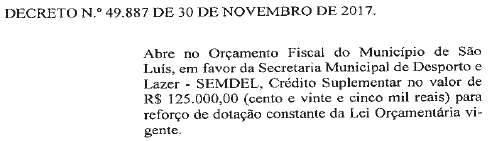 DECRETO N.º 49.887 DE 30 DE NOVEMBRO DE 2017.
Abre no Orçamento Fiscal do Município de São
Luís, em favor da Secretaria Municipal de Desporto e
Lazer - SEMDEL, Crédito Suplementar no valor de
R$ 125.000,00 (cento e vinte e cinco mil reais) para
reforço de dotação constante da Lei Orçamentária vi-
gente.